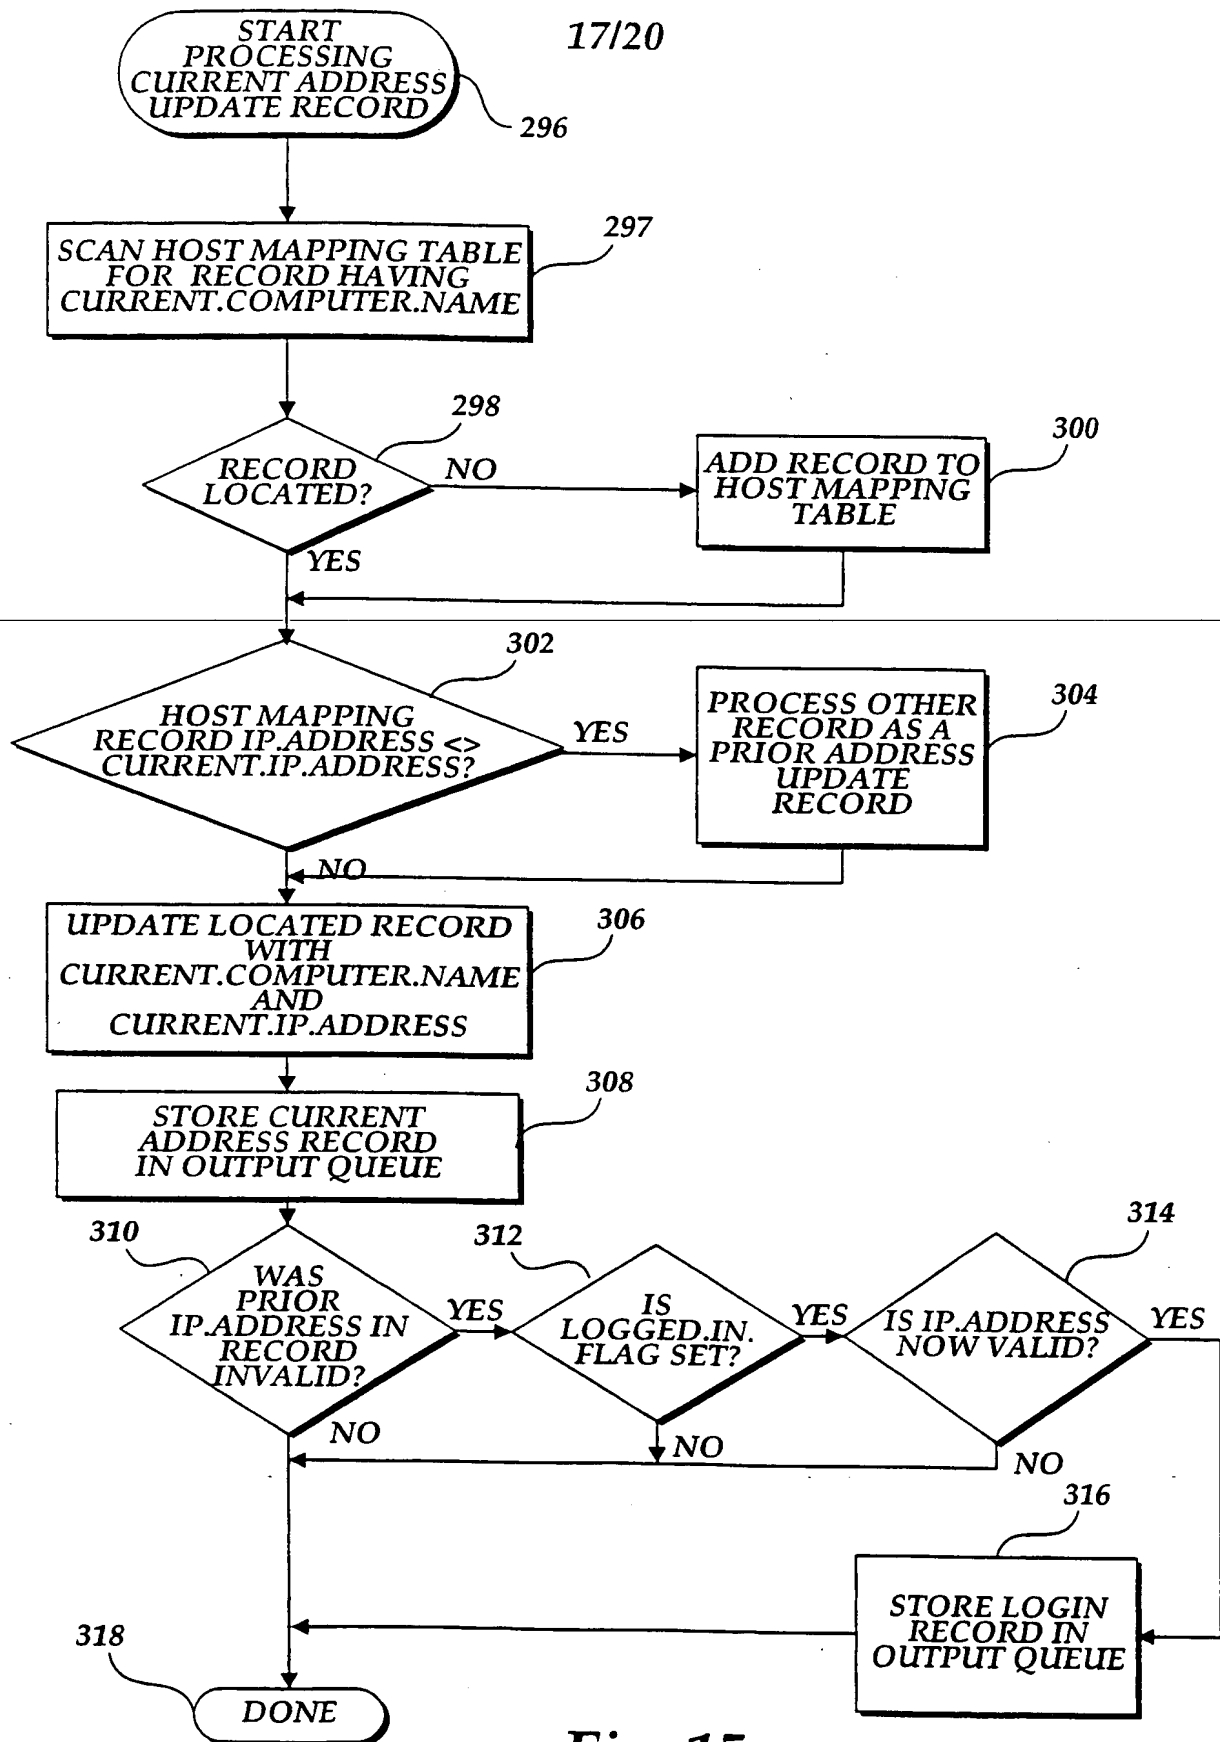 17/20
START
PROCESSING
CURRENT ADDRESS
UPDATE RECORD
296
297
SCAN HOST MAPPING TABLE
FOR RECORD HAVING
CURRENT.COMPUTER.NAME
298
RECORD
LOCATED?
NO
YES
300
ADD RECORD TO
HOST MAPPING
TABLE
302
HOST MAPPING
RECORD IP.ADDRESS <>
CURRENT.IP.ADDRESS?
YES
NO
304
PROCESS OTHER
RECORD AS A
PRIOR ADDRESS
UPDATE
RECORD
306
UPDATE LOCATED RECORD
WITH
CURRENT.COMPUTER.NAME
AND
CURRENT.IP.ADDRESS
308
STORE CURRENT
ADDRESS RECORD
IN OUTPUT QUEUE
310
WAS
PRIOR
IP.ADDRESS IN
RECORD
INVALID?
YES
NO
312
IS
LOGGED.IN.
FLAG SET?
YES
NO
314
IS IP.ADDRESS
NOW VALID?
YES
NO
316
STORE LOGIN
RECORD IN
OUTPUT QUEUE
318
DONE
Fig. 15